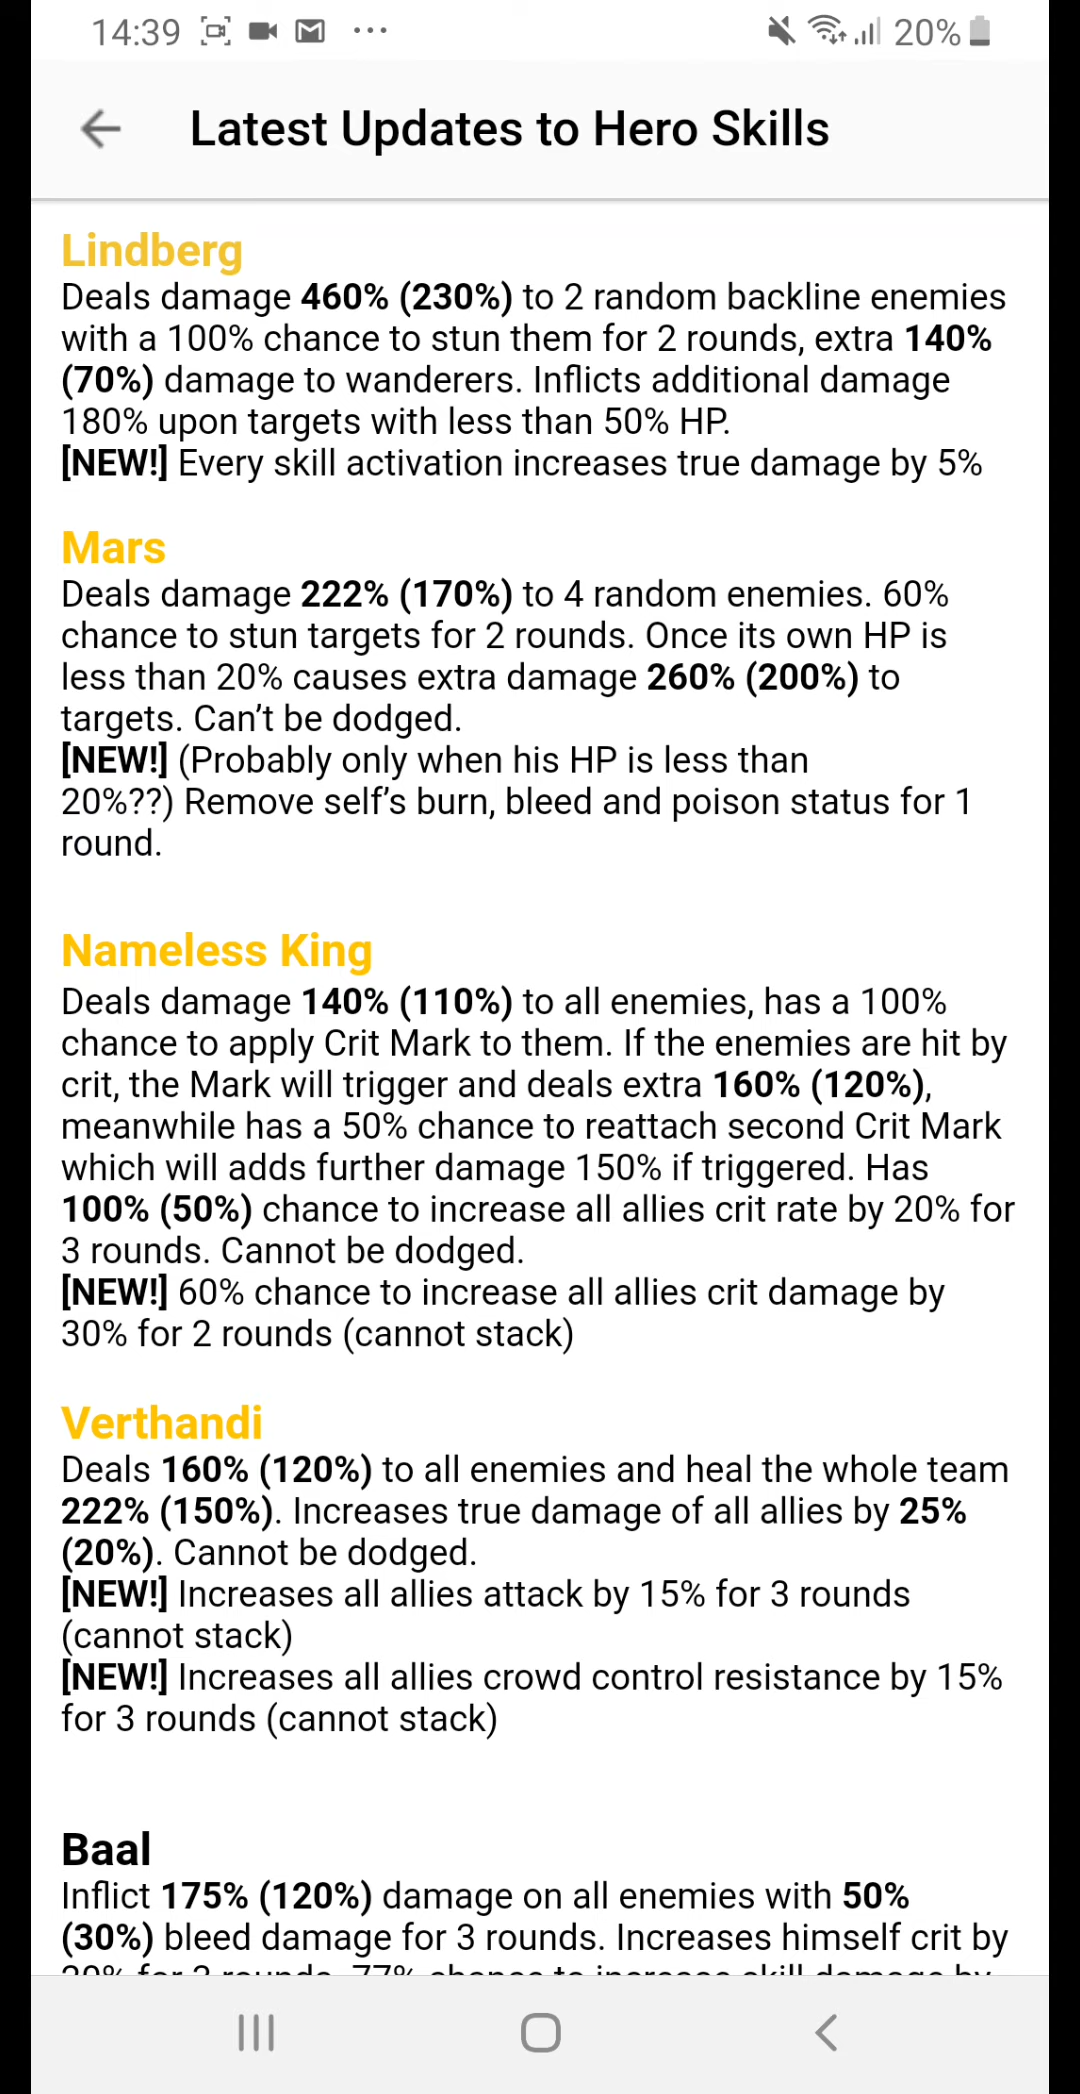 14:39 ... 20%
Latest Updates to Hero Skills
Lindberg
Deals damage 460% (230%) to 2 random backline enemies
with a 100% chance to stun them for 2 rounds, extra 140%
(70%) damage to wanderers. Inflicts additional damage
180% upon targets with less than 50% HP.
[NEW!] Every skill activation increases true damage by 5%
Mars
Deals damage 222% (170%) to 4 random enemies. 60%
chance to stun targets for 2 rounds. Once its own HP is
less than 20% causes extra damage 260% (200%) to
targets. Can’t be dodged.
[NEW!] (Probably only when his HP is less than
20%??) Remove self’s burn, bleed and poison status for 1
round.
Nameless King
Deals damage 140% (110%) to all enemies, has a 100%
chance to apply Crit Mark to them. If the enemies are hit by
crit, the Mark will trigger and deals extra 160% (120%),
meanwhile has a 50% chance to reattach second Crit Mark
which will adds further damage 150% if triggered. Has
100% (50%) chance to increase all allies crit rate by 20% for
3 rounds. Cannot be dodged.
[NEW!] 60% chance to increase all allies crit damage by
30% for 2 rounds (cannot stack)
Verthandi
Deals 160% (120%) to all enemies and heal the whole team
222% (150%). Increases true damage of all allies by 25%
(20%). Cannot be dodged.
[NEW!] Increases all allies attack by 15% for 3 rounds
(cannot stack)
[NEW!] Increases all allies crowd control resistance by 15%
for 3 rounds (cannot stack)
Baal
Inflict 175% (120%) damage on all enemies with 50%
(30%) bleed damage for 3 rounds. Increases himself crit by
for rounds. 77% chance to increase skill damage by